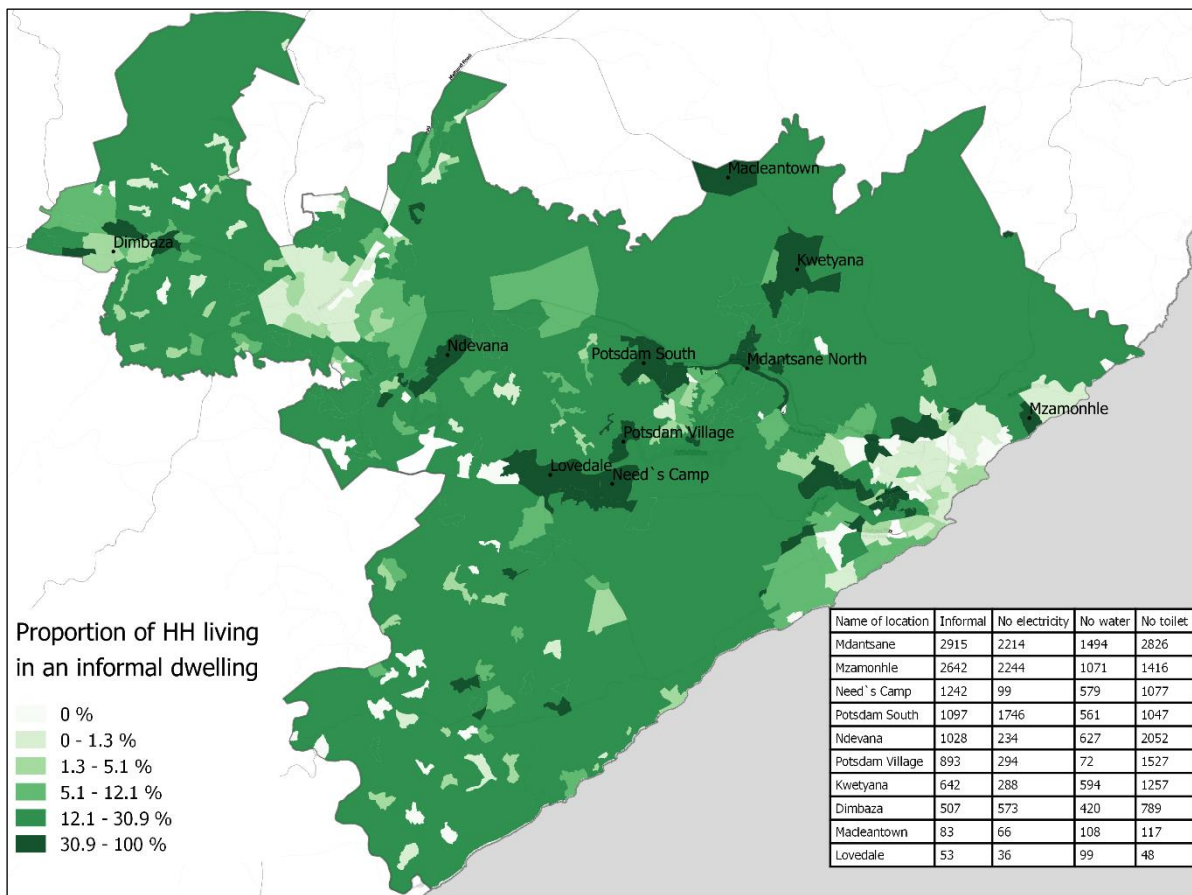 Macleantown
Dimbaza
Kwetyana
Ndevana
Potsdam South
Mdantsane North
Mzamonhle
Potsdam Village
Lovedale
Need`s Camp
Proportion of HH living
in an informal dwelling
0 %
0 - 1.3 %
1.3 - 5.1 %
5.1 - 12.1 %
12.1 - 30.9 %
30.9 - 100 %
Name of location Informal No electricity No water No toilet
Mdantsane 2915 2214 1494 2826
Mzamonhle 2642 2244 1071 1416
Need`s Camp 1242 99 579 1077
Potsdam South 1097 1746 561 1047
Ndevana 1028 234 627 2052
Potsdam Village 893 294 72 1527
Kwetyana 642 288 594 1257
Dimbaza 507 573 420 789
Macleantown 83 66 108 117
Lovedale 53 36 99 48